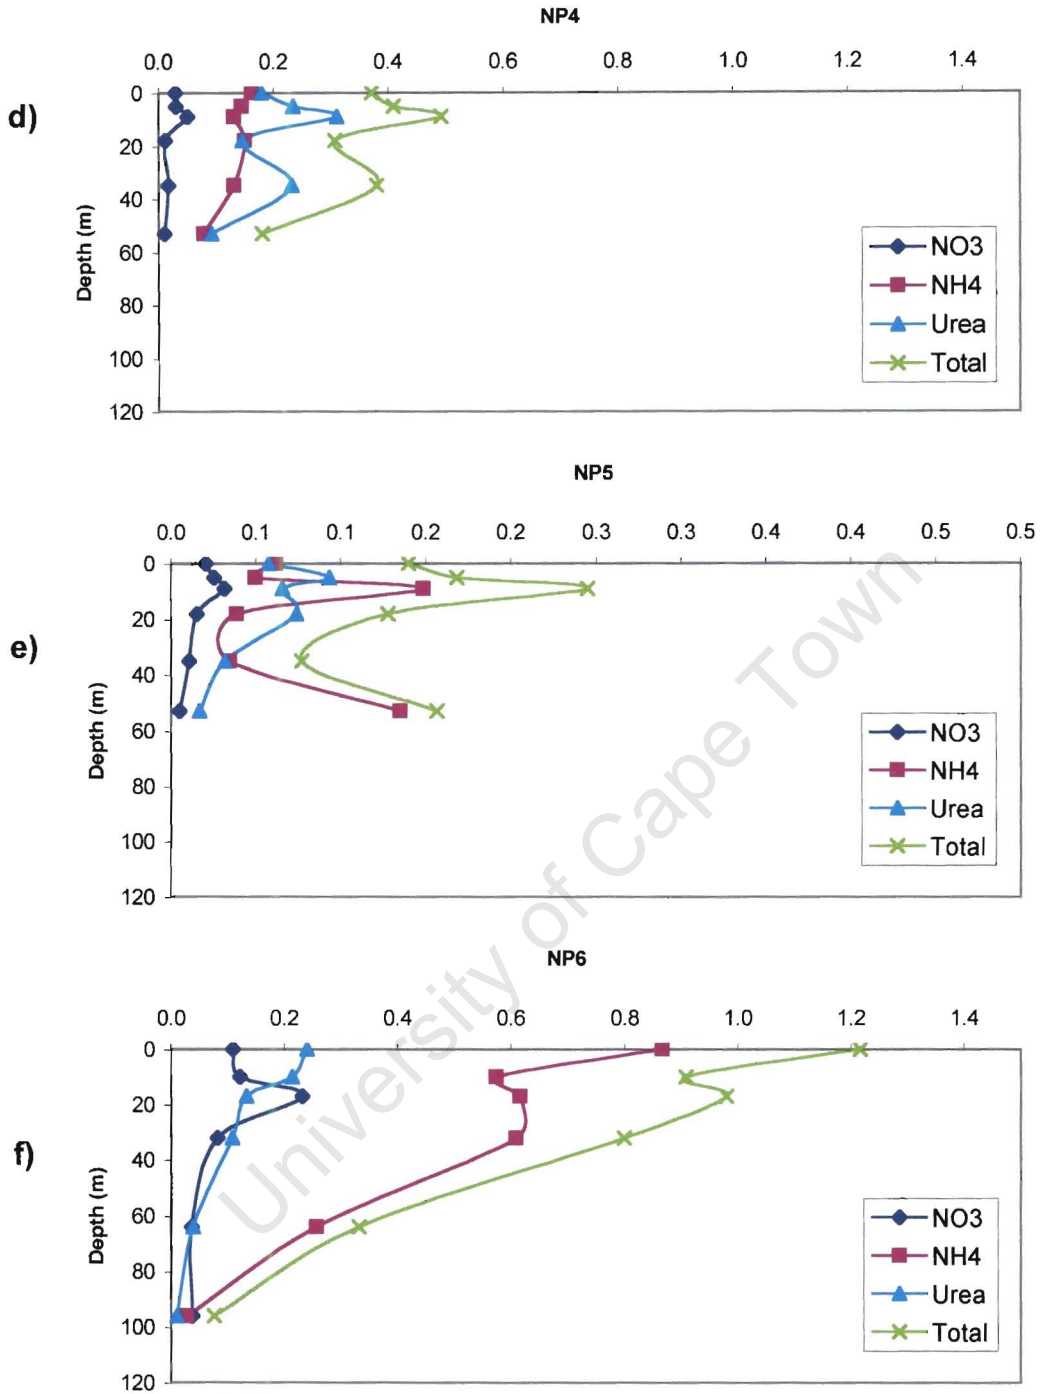 NP4
0.0 0.2 0.4 0.6 0.8 1.0 1.2 1.4
d)
0
20
40
60
80
100
120
Depth (m)
NO3
NH4
Urea
Total
NP5
0.0 0.1 0.1 0.2 0.2 0.3 0.3 0.4 0.4 0.5 0.5
e)
0
20
40
60
80
100
120
Depth (m)
NO3
NH4
Urea
Total
NP6
0.0 0.2 0.4 0.6 0.8 1.0 1.2 1.4
f)
0
20
40
60
80
100
120
Depth (m)
NO3
NH4
Urea
Total
University of Cape Town